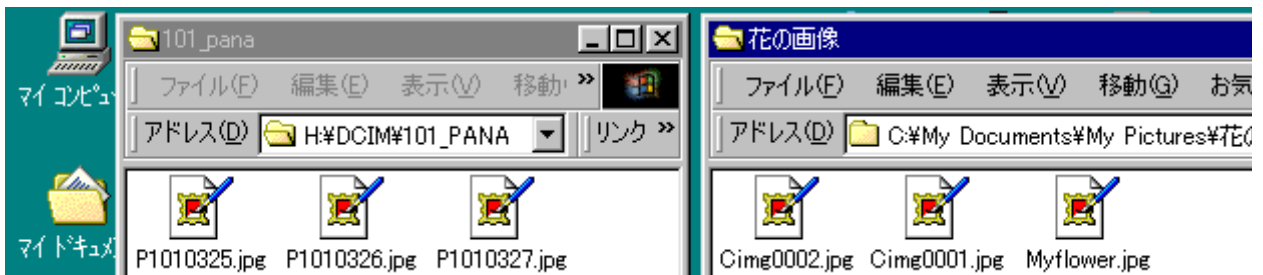 マイ コンピュ
マイ ドキュメ
101_pana
ファイル(F) 編集(E) 表示(V) 移動
アドレス(D) H:¥DCIM¥101_PANA リンク
P1010325.jpg P1010326.jpg P1010327.jpg
花の画像
ファイル(F) 編集(E) 表示(V) 移動(G) お気
アドレス(D) C:¥My Documents¥My Pictures¥花の
Cimg0002.jpg Cimg0001.jpg Myflower.jpg